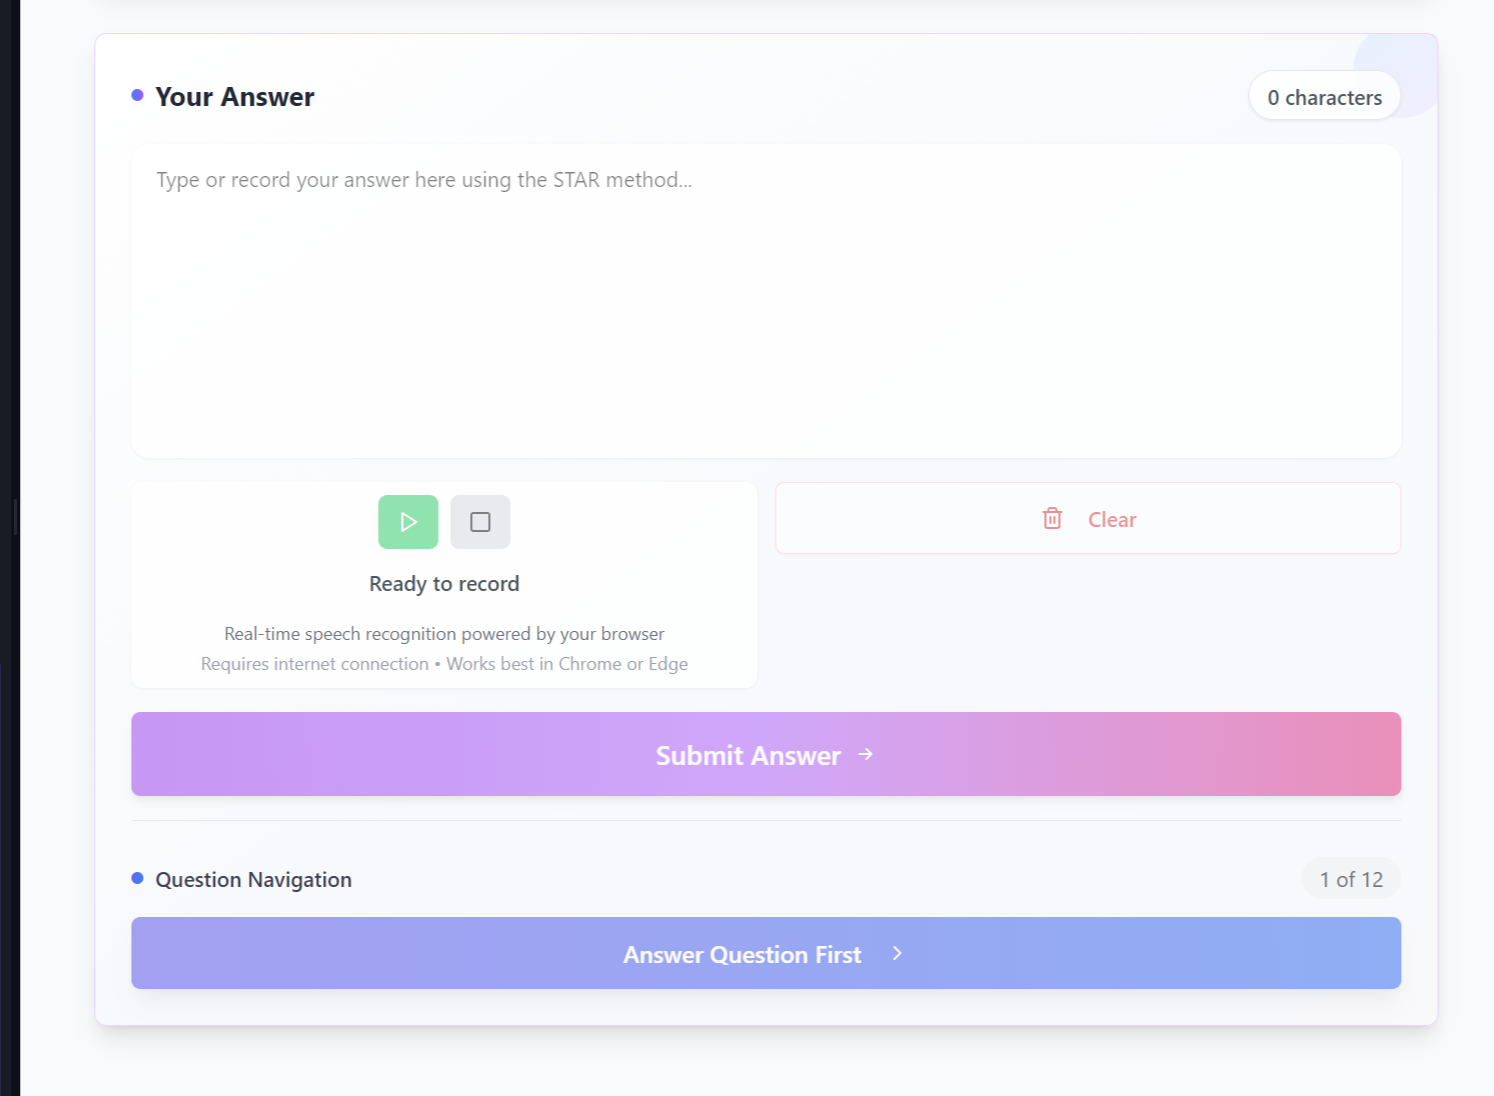 Your Answer
0 characters
Type or record your answer here using the STAR method...
Ready to record
Real-time speech recognition powered by your browser
Requires internet connection • Works best in Chrome or Edge
Clear
Submit Answer →
Question Navigation
1 of 12
Answer Question First